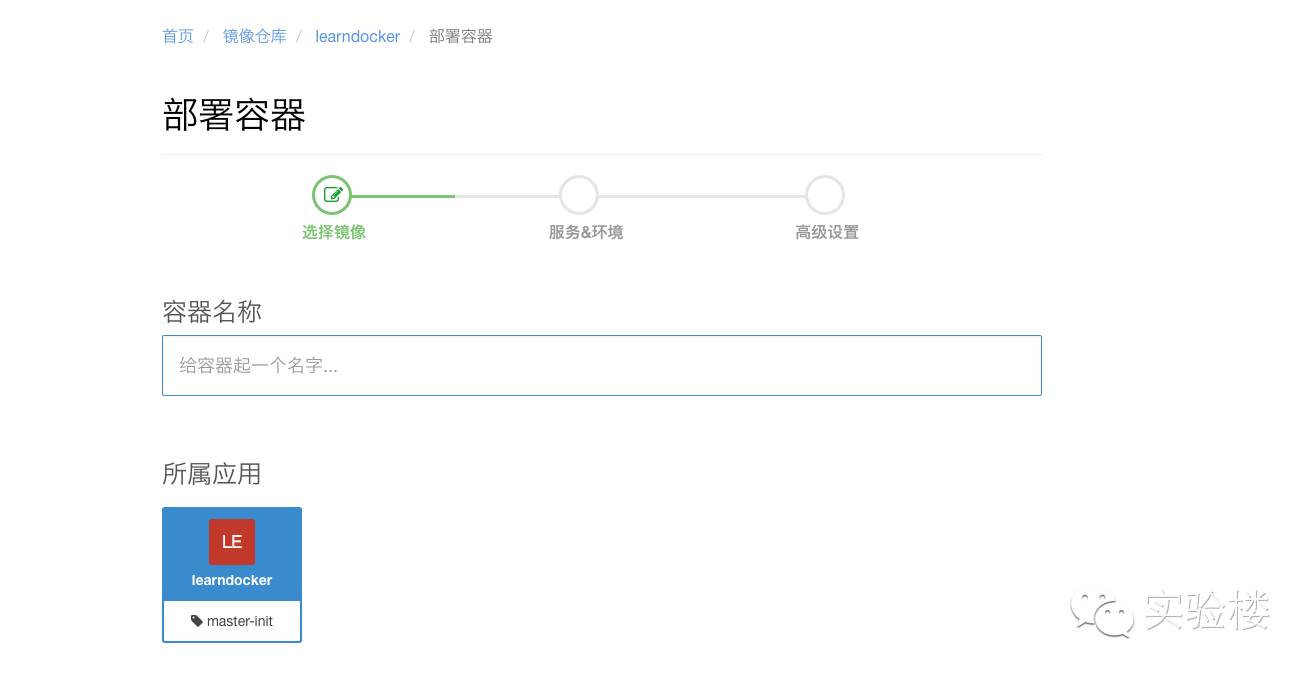 首页 / 镜像仓库 / learndocker / 部署容器
部署容器
选择镜像 服务&环境 高级设置
容器名称
给容器起一个名字...
所属应用
LE
learndocker
master-init
实验楼